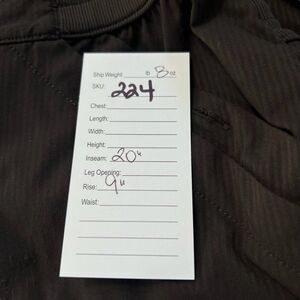 Ship Weight: lb 8 oz
SKU: 224
Chest:
Length:
Width:
Height:
Inseam: 20"
Leg Opening:
Rise: 9"
Waist: